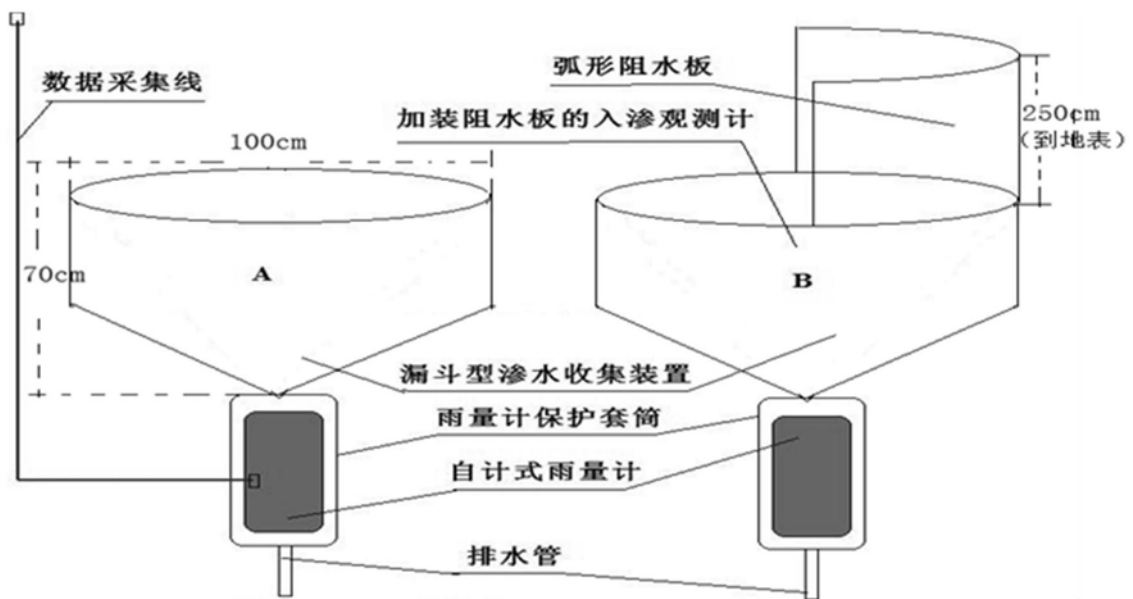 弧形阻水板
数据采集线
250cm
（到地表）
加装阻水板的入渗观测计
100cm
70cm
A
B
漏斗型渗水收集装置
雨量计保护套筒
自计式雨量计
排水管